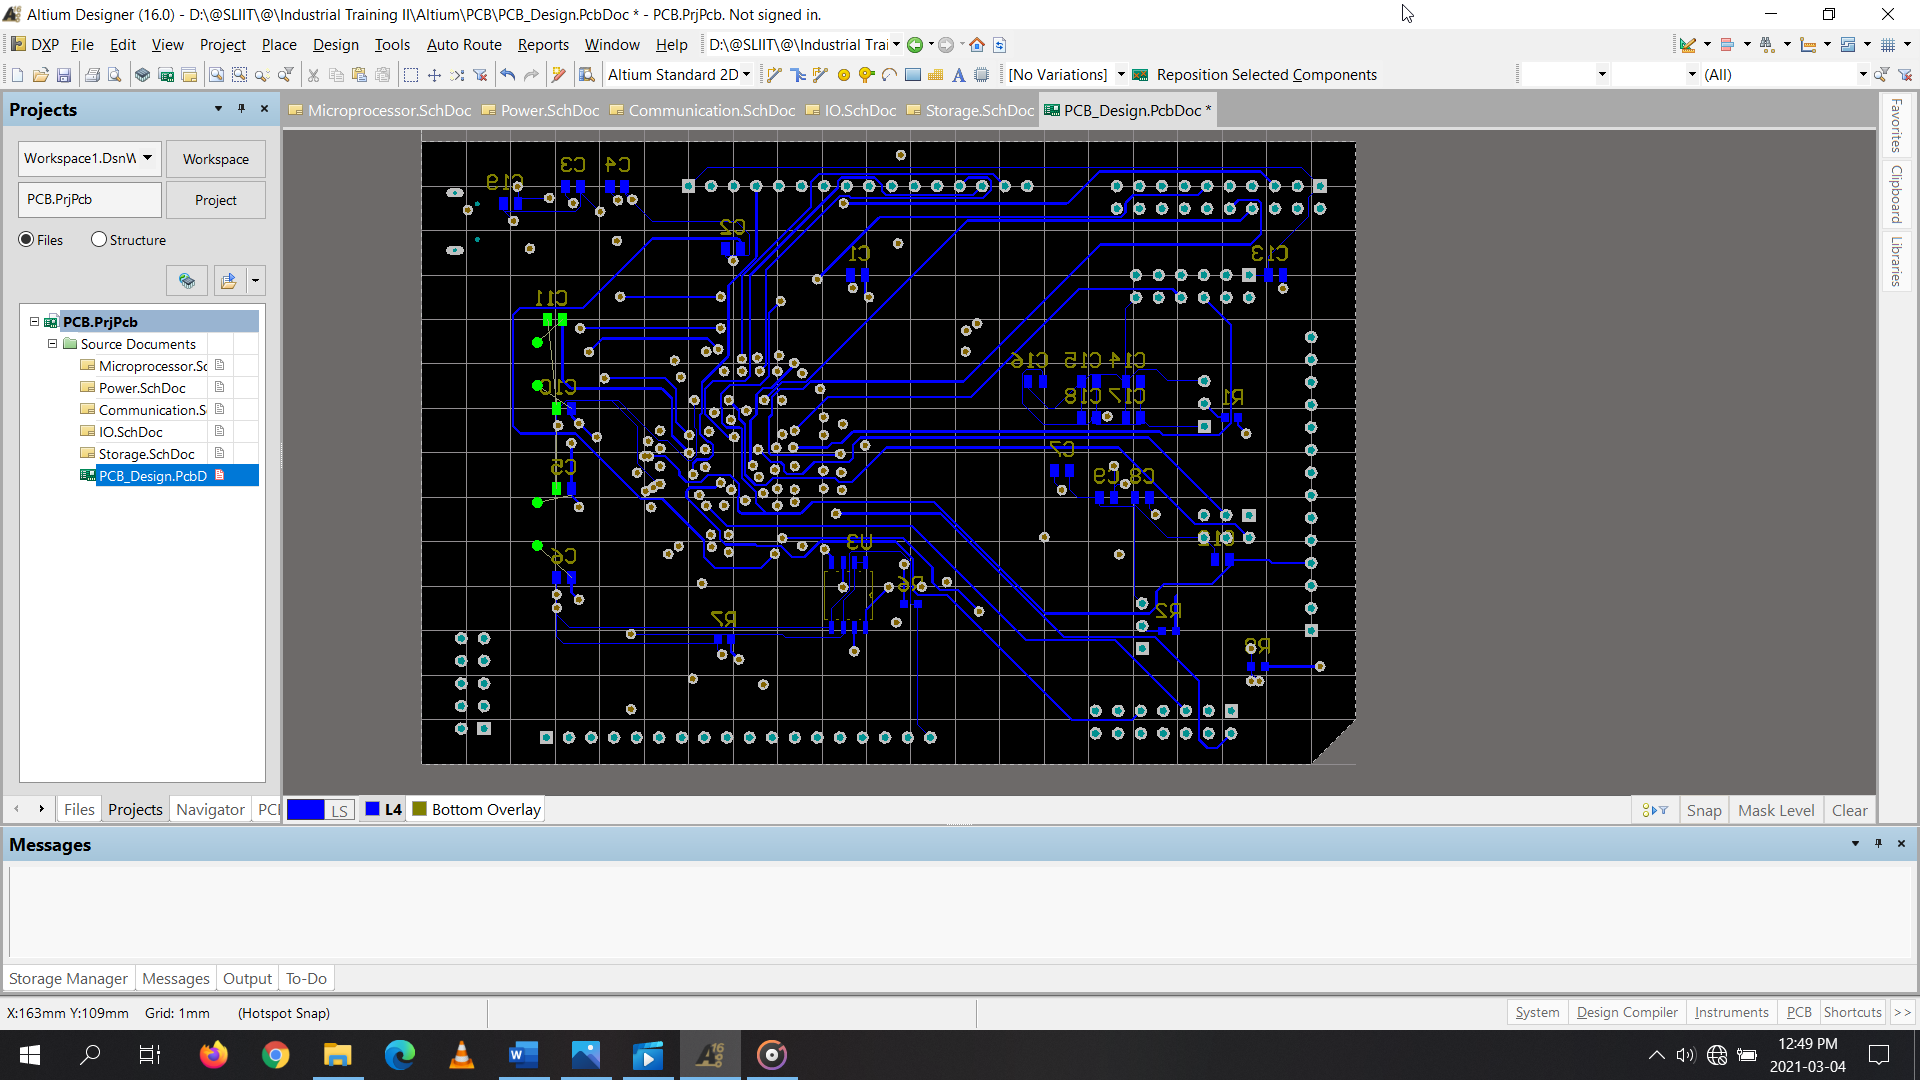 Altium Designer (16.0) - D:\@SLIIT\@\Industrial Training II\Altium\PCB\PCB_Design.PcbDoc * - PCB.PrjPcb. Not signed in.
DXP File Edit View Project Place Design Tools Auto Route Reports Window Help D:\@SLIIT\@\Industrial Trai
Altium Standard 2D [No Variations] Reposition Selected Components (All)
Projects
Microprocessor.SchDoc Power.SchDoc Communication.SchDoc IO.SchDoc Storage.SchDoc PCB_Design.PcbDoc *
Favorites
Clipboard
Libraries
Workspace1.DsnW Workspace
PCB.PrjPcb Project
Files Structure
PCB.PrjPcb
Source Documents
Microprocessor.Sc
Power.SchDoc
Communication.S
IO.SchDoc
Storage.SchDoc
PCB_Design.PcbD
C19 C3 C4
C2
C1
C13
C11
C16 C15 C14
C10
C18 C17
R1
C7
C5
C9 C8
C12
U3
C6
R6
R7
R2
R8
Files Projects Navigator PCI
LS L4 Bottom Overlay
Snap Mask Level Clear
Messages
Storage Manager Messages Output To-Do
X:163mm Y:109mm Grid: 1mm (Hotspot Snap)
System Design Compiler Instruments PCB Shortcuts >>
12:49 PM
2021-03-04